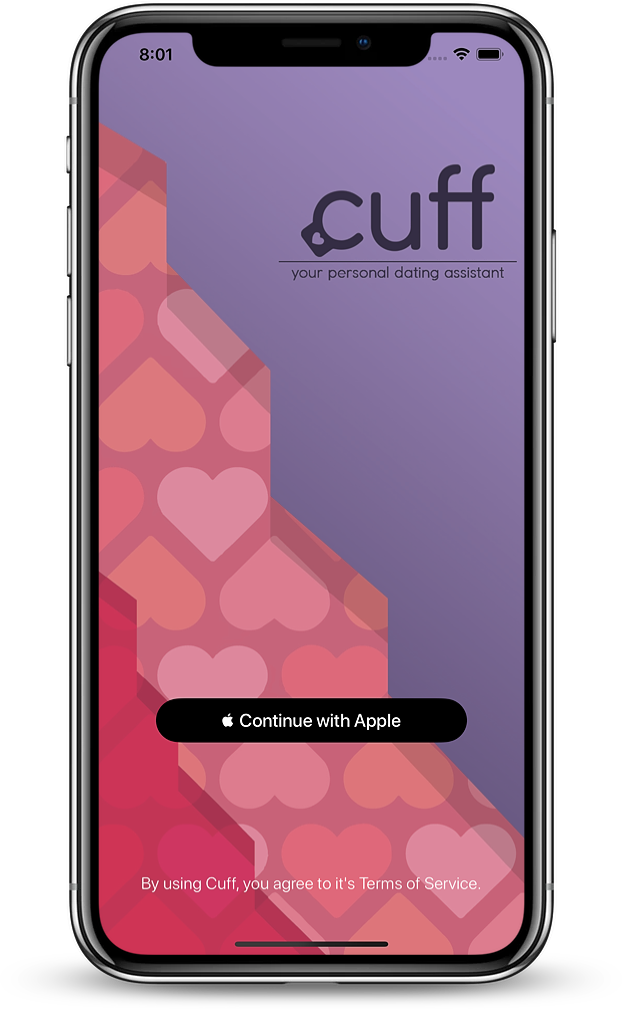 8:01
cuff
your personal dating assistant
Continue with Apple
By using Cuff, you agree to it's Terms of Service.